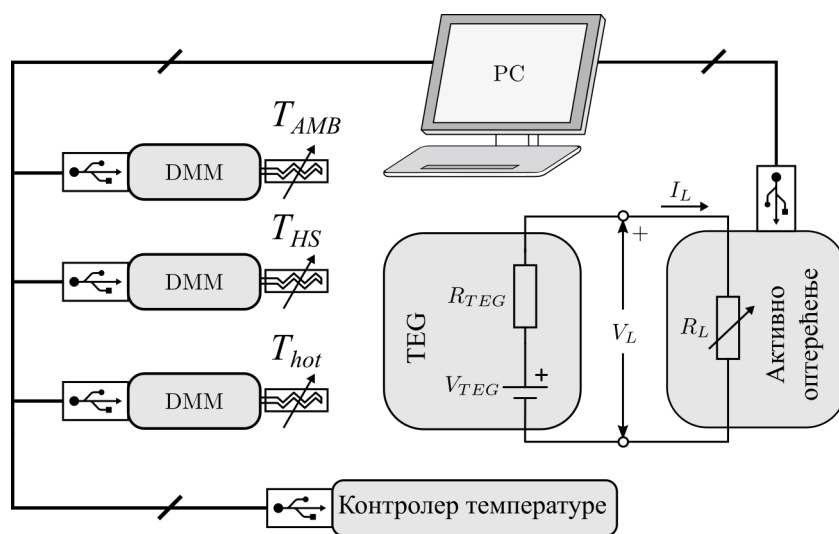 PC
T_AMB
DMM
T_HS
DMM
T_hot
DMM
I_L
+
TEG
R_TEG
V_TEG
+
V_L
R_L
Активно
оптерећење
Контролер температуре